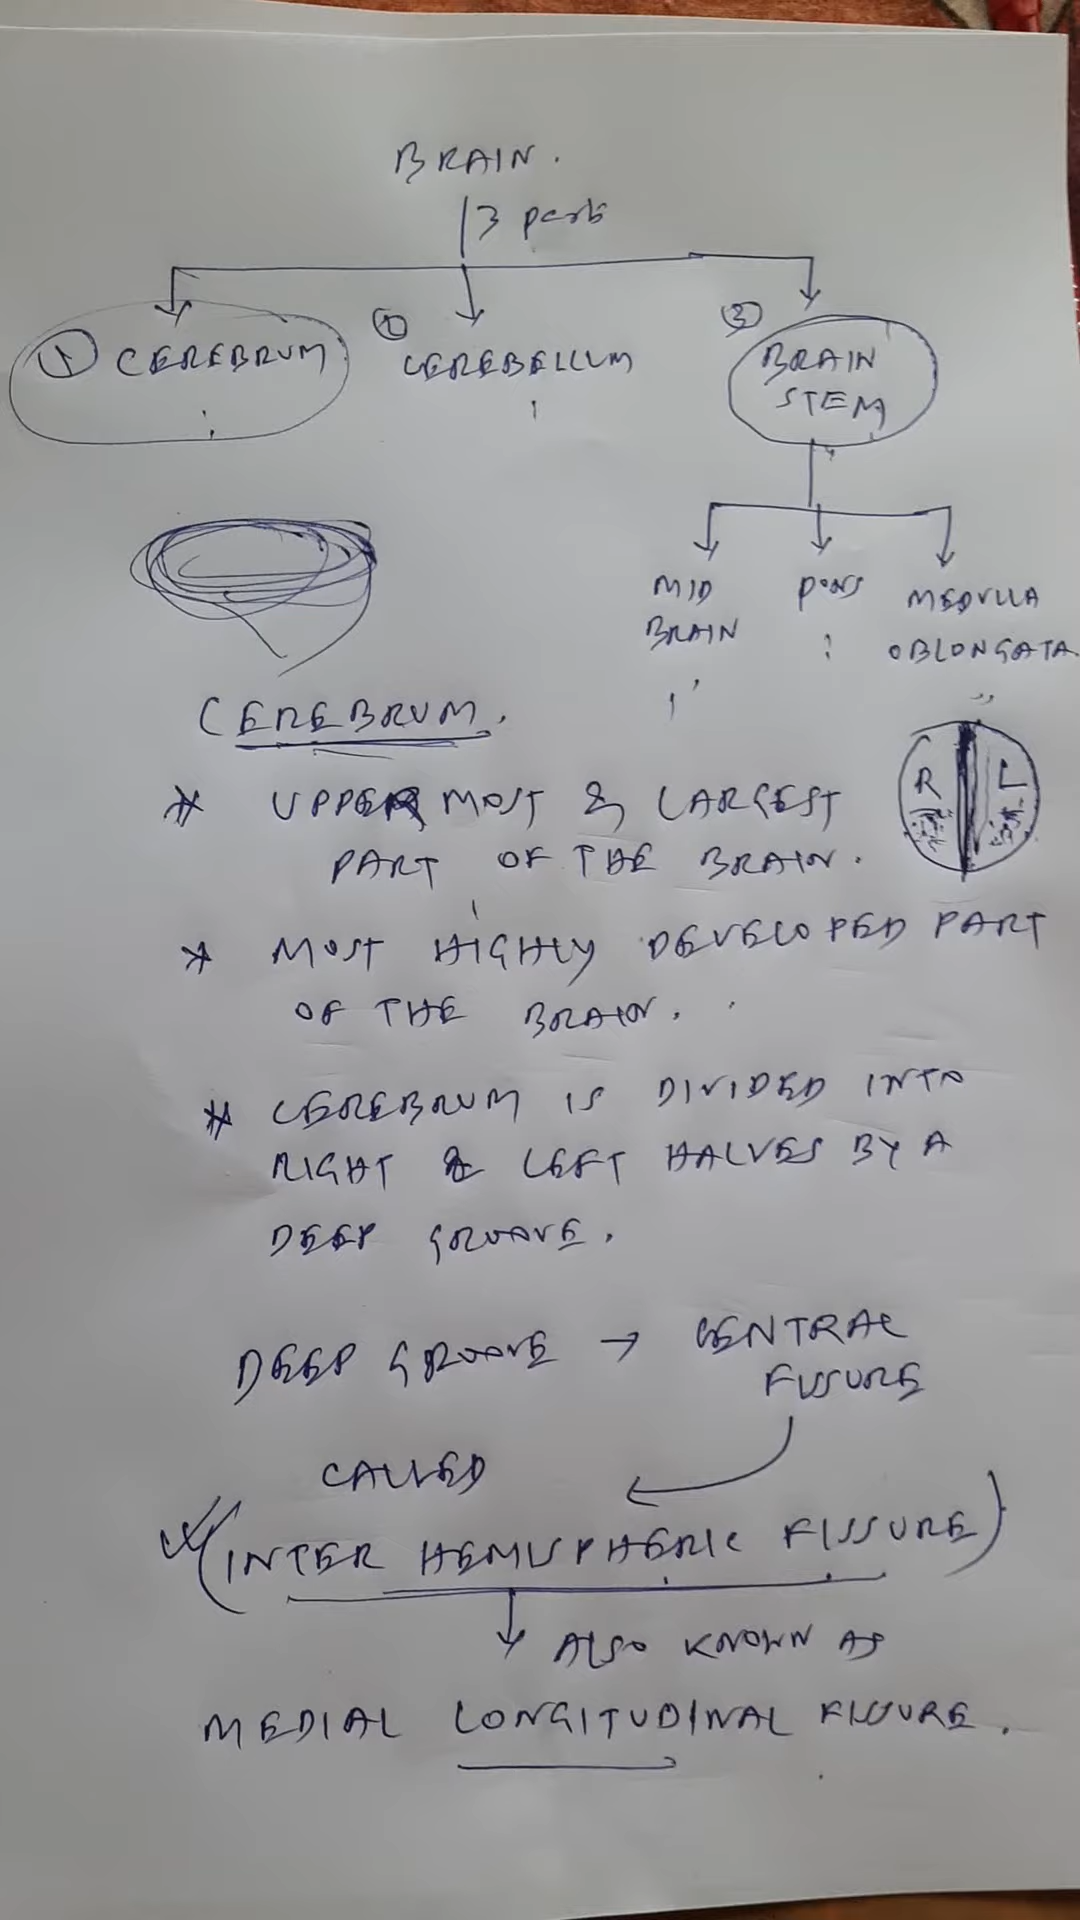 BRAIN.
3 parts
① CEREBRUM
② CEREBELLUM
③ BRAIN
STEM
MID
BRAIN
PONS
MEDULLA
OBLONGATA.
CEREBRUM.
R L
* UPPER MOST & LARGEST
PART OF THE BRAIN.
* MOST HIGHLY DEVELOPED PART
OF THE BRAIN.
* CEREBRUM IS DIVIDED INTO
RIGHT & LEFT HALVES BY A
DEEP GROOVE.
DEEP GROOVE → CENTRAL
FISSURE
CALLED
(INTER HEMISPHERIC FISSURE)
ALSO KNOWN AS
MEDIAL LONGITUDINAL FISSURE.